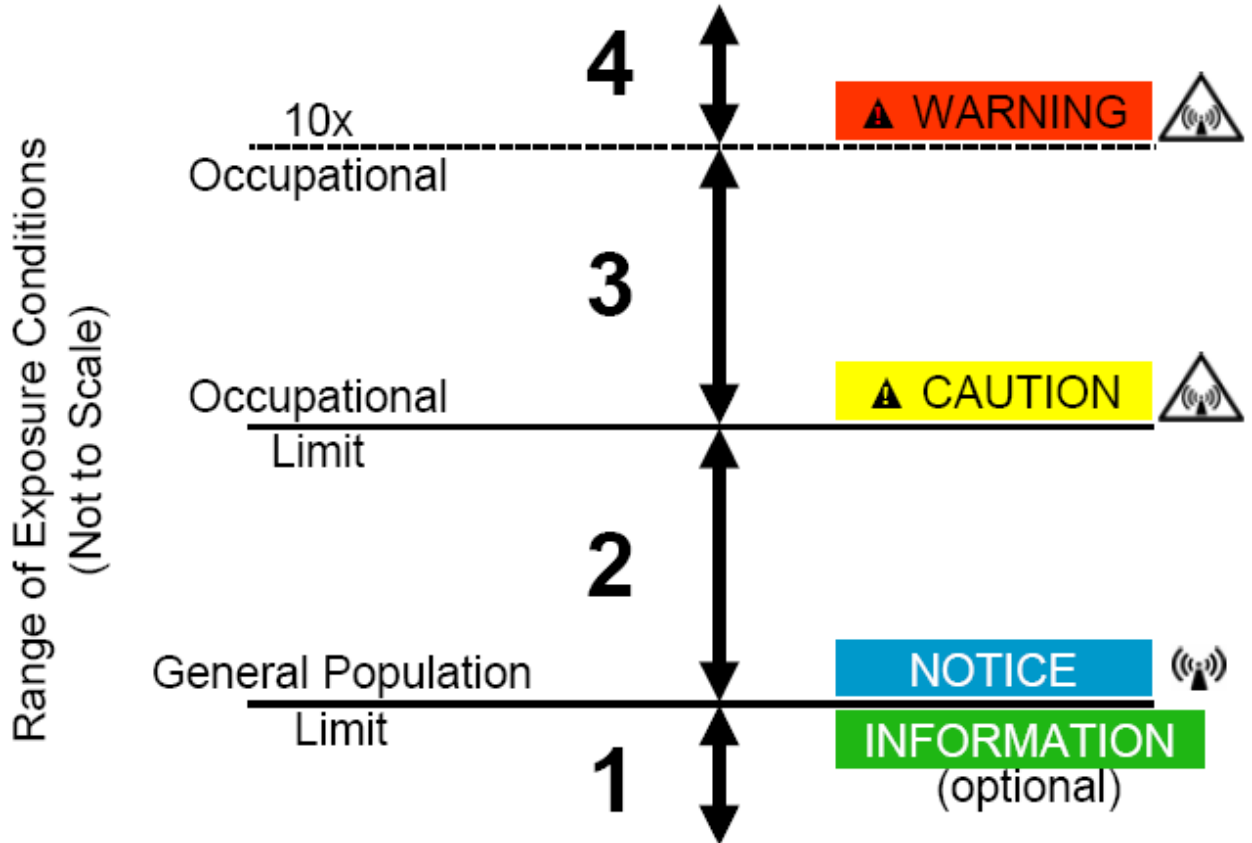 Range of Exposure Conditions
(Not to Scale)
4
WARNING
10x
Occupational
3
CAUTION
Occupational
Limit
2
NOTICE
General Population
Limit
INFORMATION
(optional)
1